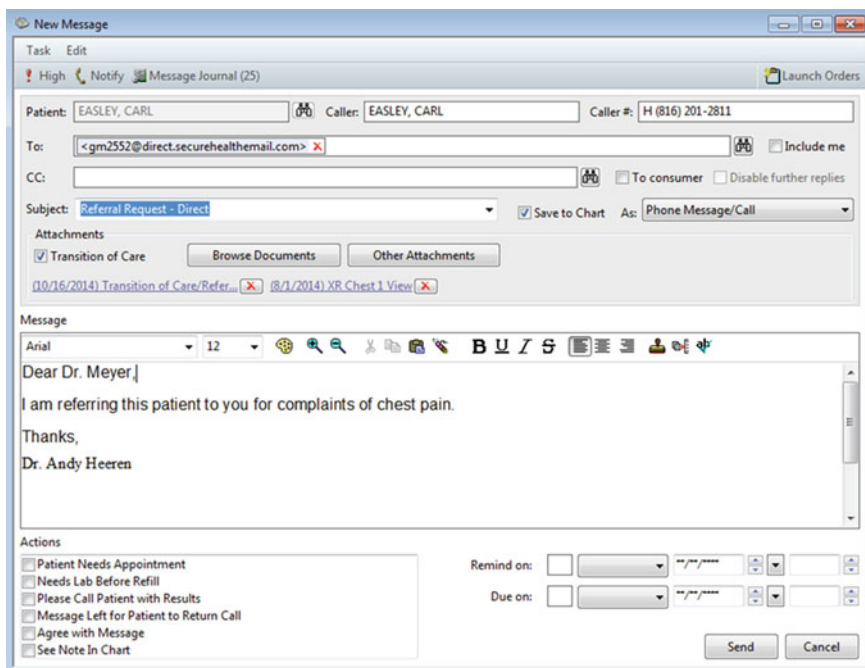 New Message
Task Edit
High Notify Message Journal (25) Launch Orders
Patient: EASLEY, CARL Caller: EASLEY, CARL Caller #: H (816) 201-2811
To: <gm2552@direct.securehealthemail.com> Include me
CC: To consumer Disable further replies
Subject: Referral Request - Direct Save to Chart As: Phone Message/Call
Attachments
Transition of Care Browse Documents Other Attachments
(10/16/2014) Transition of Care/Refer... (8/1/2014) XR Chest 1 View
Message
Arial 12 B U I S
Dear Dr. Meyer,
I am referring this patient to you for complaints of chest pain.
Thanks,
Dr. Andy Heeren
Actions
Patient Needs Appointment Remind on: **/**/****
Needs Lab Before Refill
Please Call Patient with Results Due on: **/**/****
Message Left for Patient to Return Call
Agree with Message
See Note In Chart Send Cancel